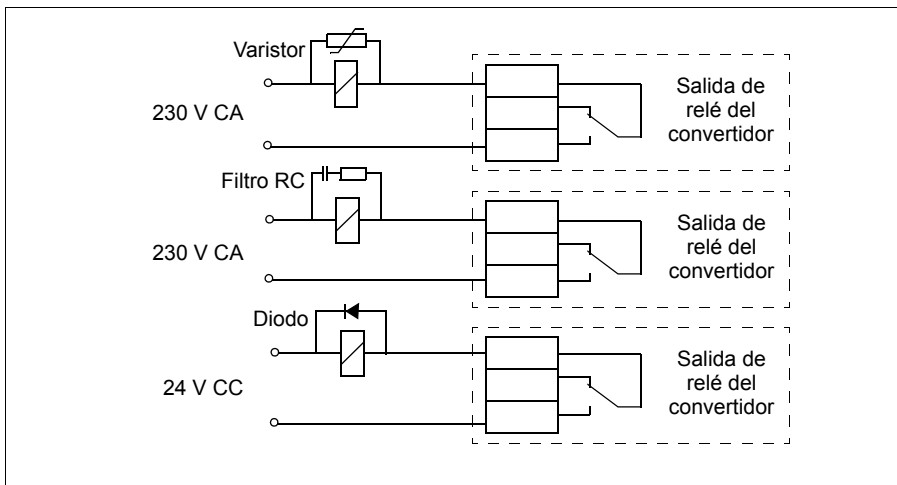 Varistor
230 V CA
Salida de
relé del
convertidor
Filtro RC
230 V CA
Salida de
relé del
convertidor
Diodo
24 V CC
Salida de
relé del
convertidor